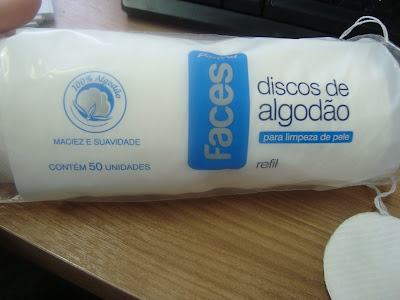 100% Algodão
MACIEZ E SUAVIDADE
CONTÉM 50 UNIDADES
faces
discos de
algodão
para limpeza de pele
refil